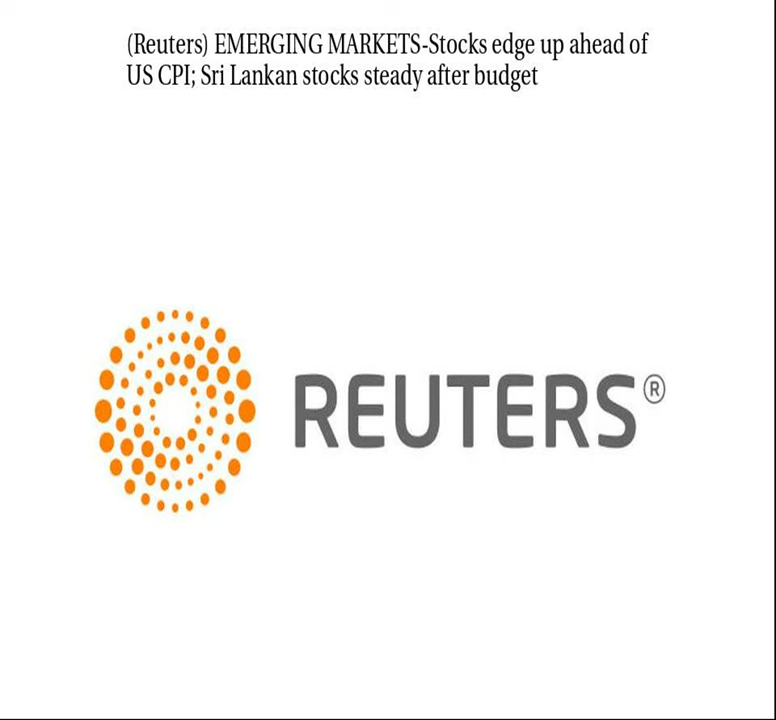 (Reuters) EMERGING MARKETS-Stocks edge up ahead of
US CPI; Sri Lankan stocks steady after budget
REUTERS®